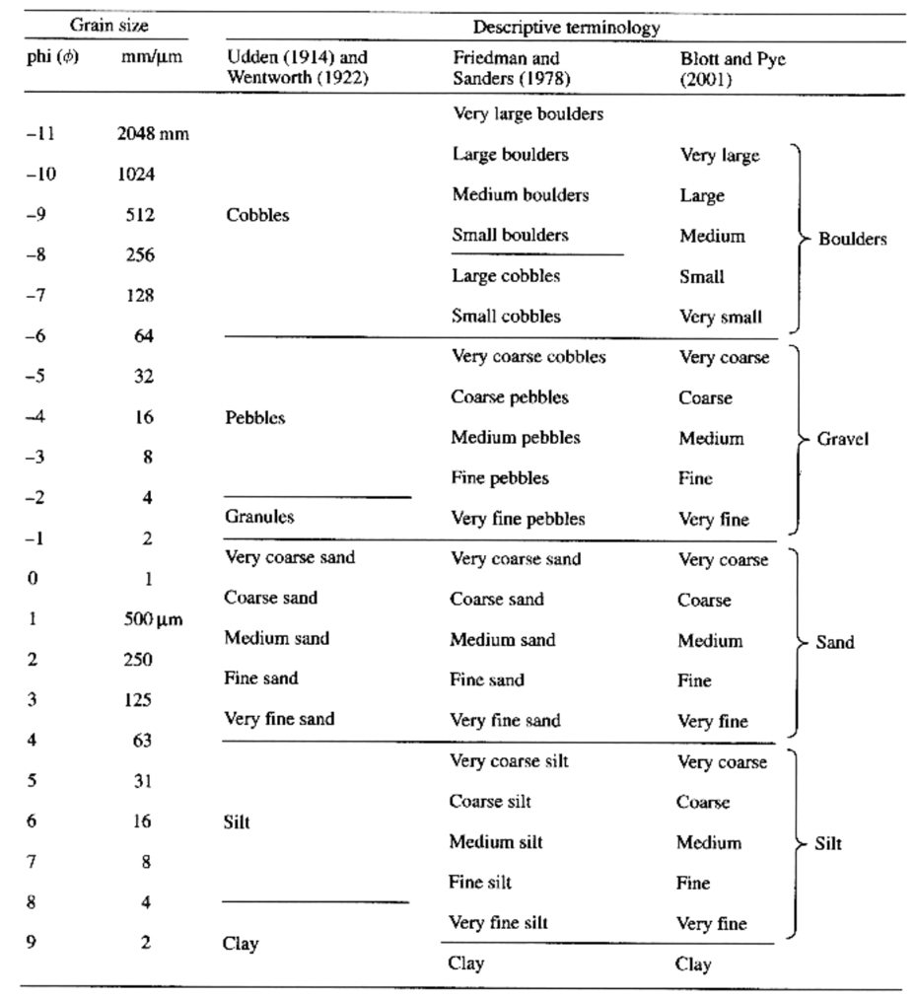 Grain size Descriptive terminology
phi (ϕ) mm/μm Udden (1914) and Friedman and Blott and Pye
Wentworth (1922) Sanders (1978) (2001)
Very large boulders
–11 2048 mm
Large boulders Very large
–10 1024
Medium boulders Large
–9 512 Cobbles
Small boulders Medium Boulders
–8 256
Large cobbles Small
–7 128
Small cobbles Very small
–6 64
Very coarse cobbles Very coarse
–5 32
Coarse pebbles Coarse
–4 16 Pebbles
Medium pebbles Medium Gravel
–3 8
Fine pebbles Fine
–2 4
Granules Very fine pebbles Very fine
–1 2
Very coarse sand Very coarse sand Very coarse
0 1
Coarse sand Coarse sand Coarse
1 500 μm
Medium sand Medium sand Medium Sand
2 250
Fine sand Fine sand Fine
3 125
Very fine sand Very fine sand Very fine
4 63
Very coarse silt Very coarse
5 31
Coarse silt Coarse
6 16 Silt
Medium silt Medium Silt
7 8
Fine silt Fine
8 4
Very fine silt Very fine
9 2 Clay
Clay Clay